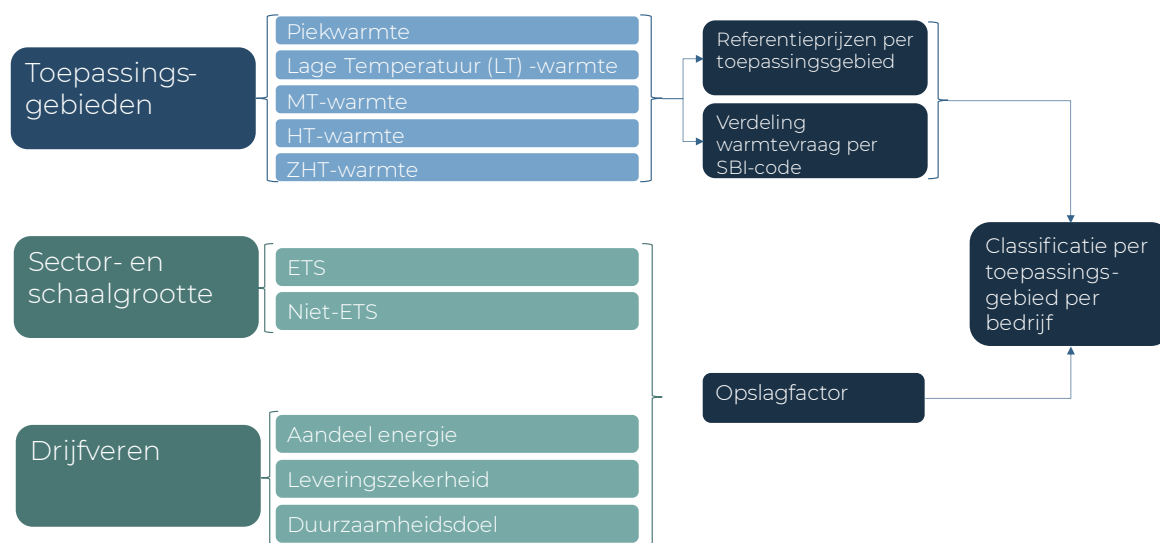 Toepassings-
gebieden
Piekwarmte
Lage Temperatuur (LT) -warmte
MT-warmte
HT-warmte
ZHT-warmte
Referentieprijzen per
toepassingsgebied
Verdeling
warmtevraag per
SBI-code
Sector- en
schaalgrootte
ETS
Niet-ETS
Classificatie per
toepassings-
gebied per
bedrijf
Opslagfactor
Drijfveren
Aandeel energie
Leveringszekerheid
Duurzaamheidsdoel